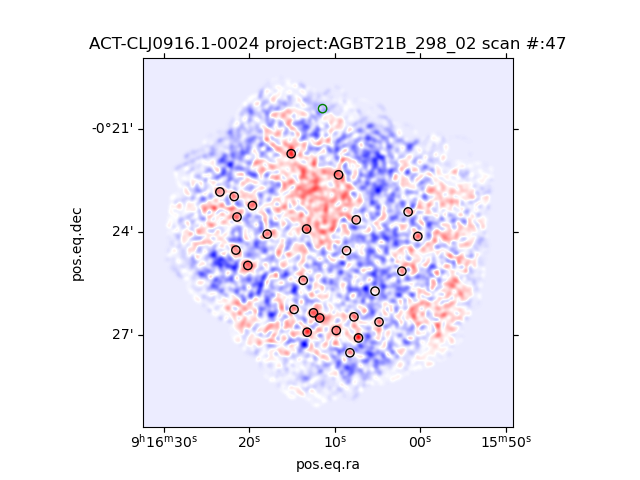 ACT-CLJ0916.1-0024 project:AGBT21B_298_02 scan #:47
-0°21'
24'
27'
pos.eq.dec
9ʰ16ᵐ30ˢ 20ˢ 10ˢ 00ˢ 15ᵐ50ˢ
pos.eq.ra